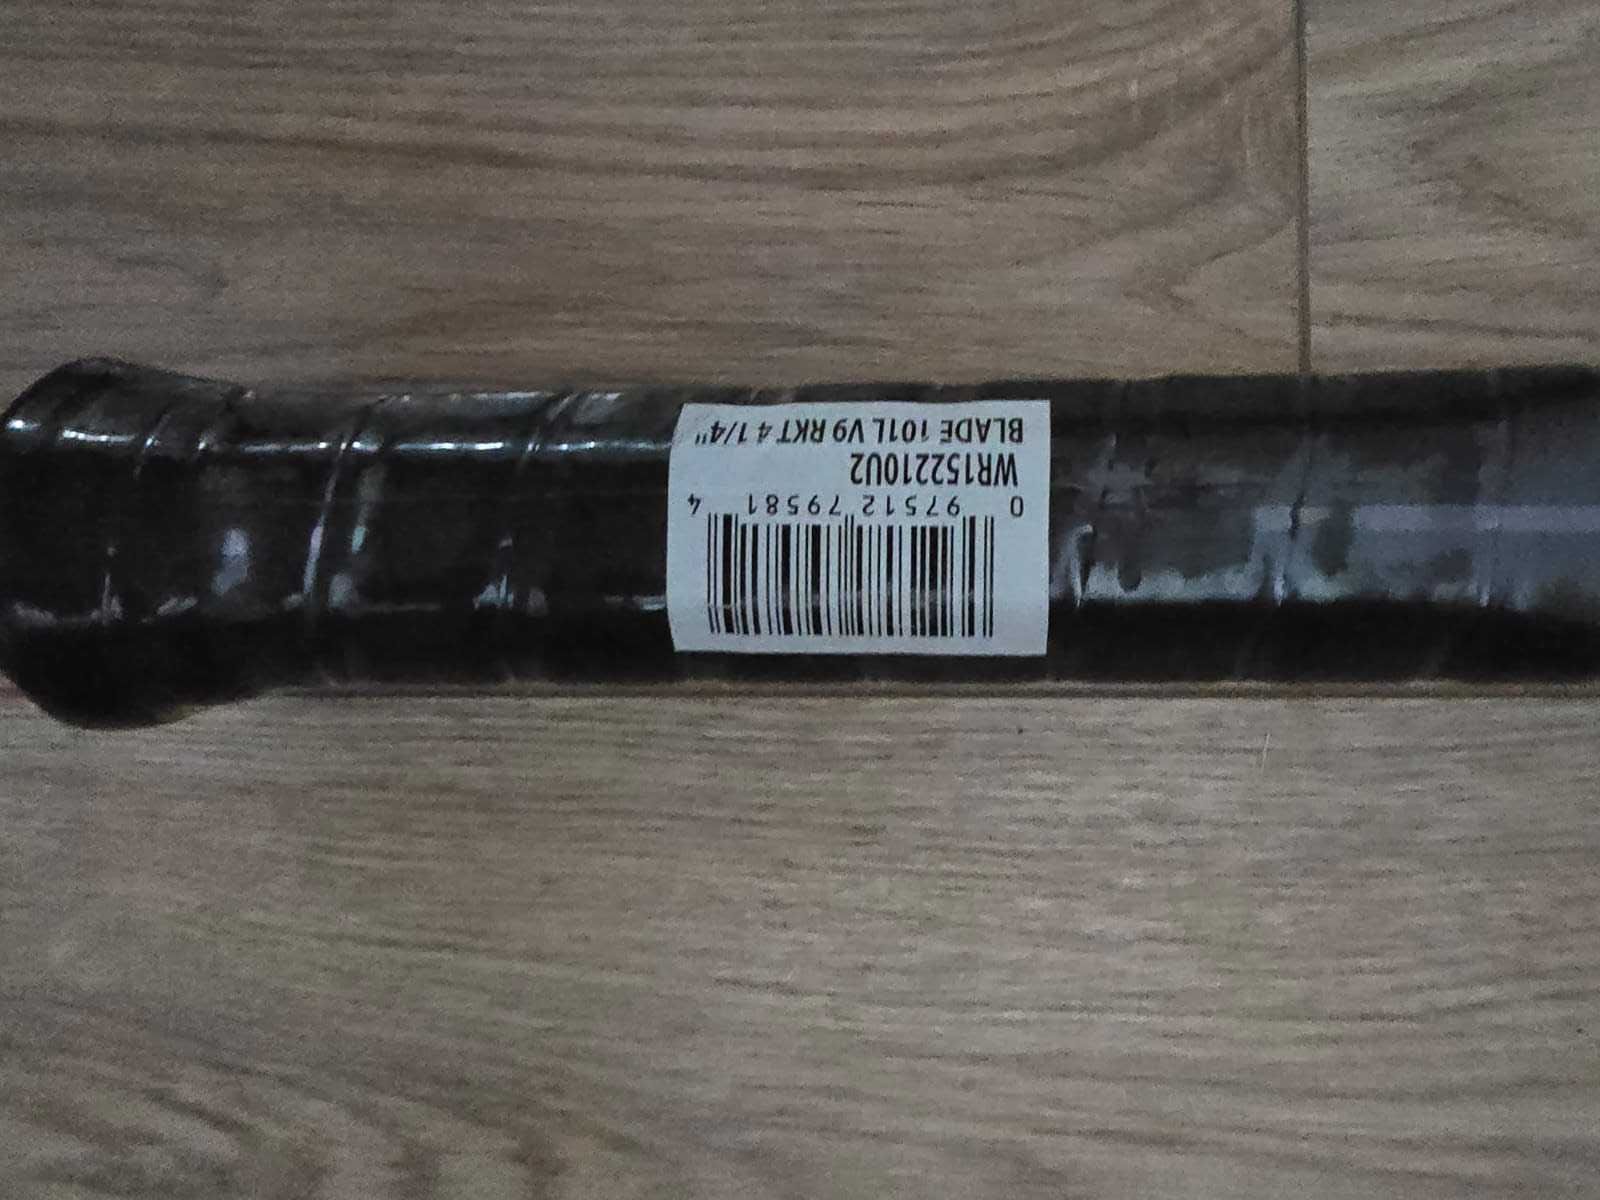 BLADE 101L V9 RKT 4 1/4"
WR152210U2
0 97512 79581 4